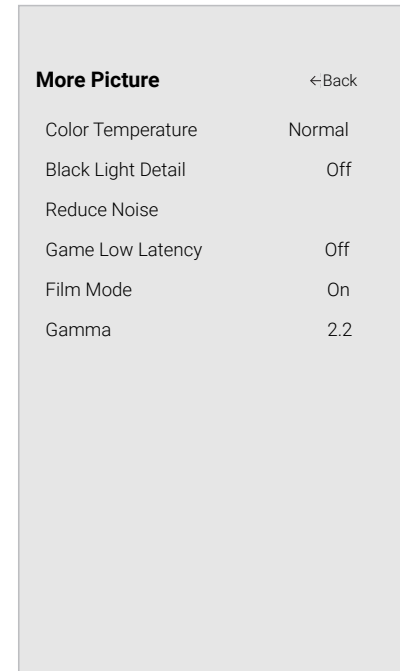 More Picture ←Back
Color Temperature Normal
Black Light Detail Off
Reduce Noise
Game Low Latency Off
Film Mode On
Gamma 2.2